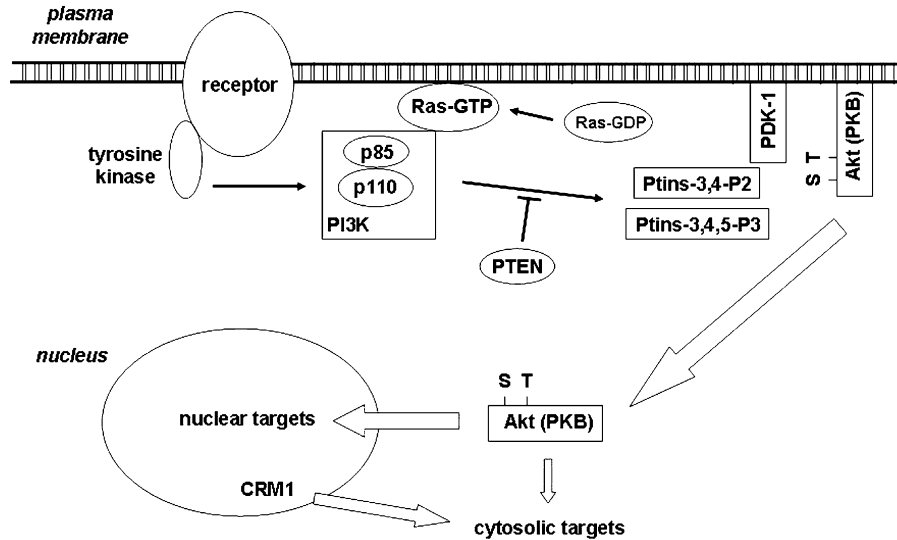 plasma
membrane
receptor
Ras-GTP
Ras-GDP
PDK-1
Akt (PKB)
S T
tyrosine
kinase
p85
p110
PI3K
Ptins-3,4-P2
Ptins-3,4,5-P3
PTEN
nucleus
nuclear targets
CRM1
S T
Akt (PKB)
cytosolic targets